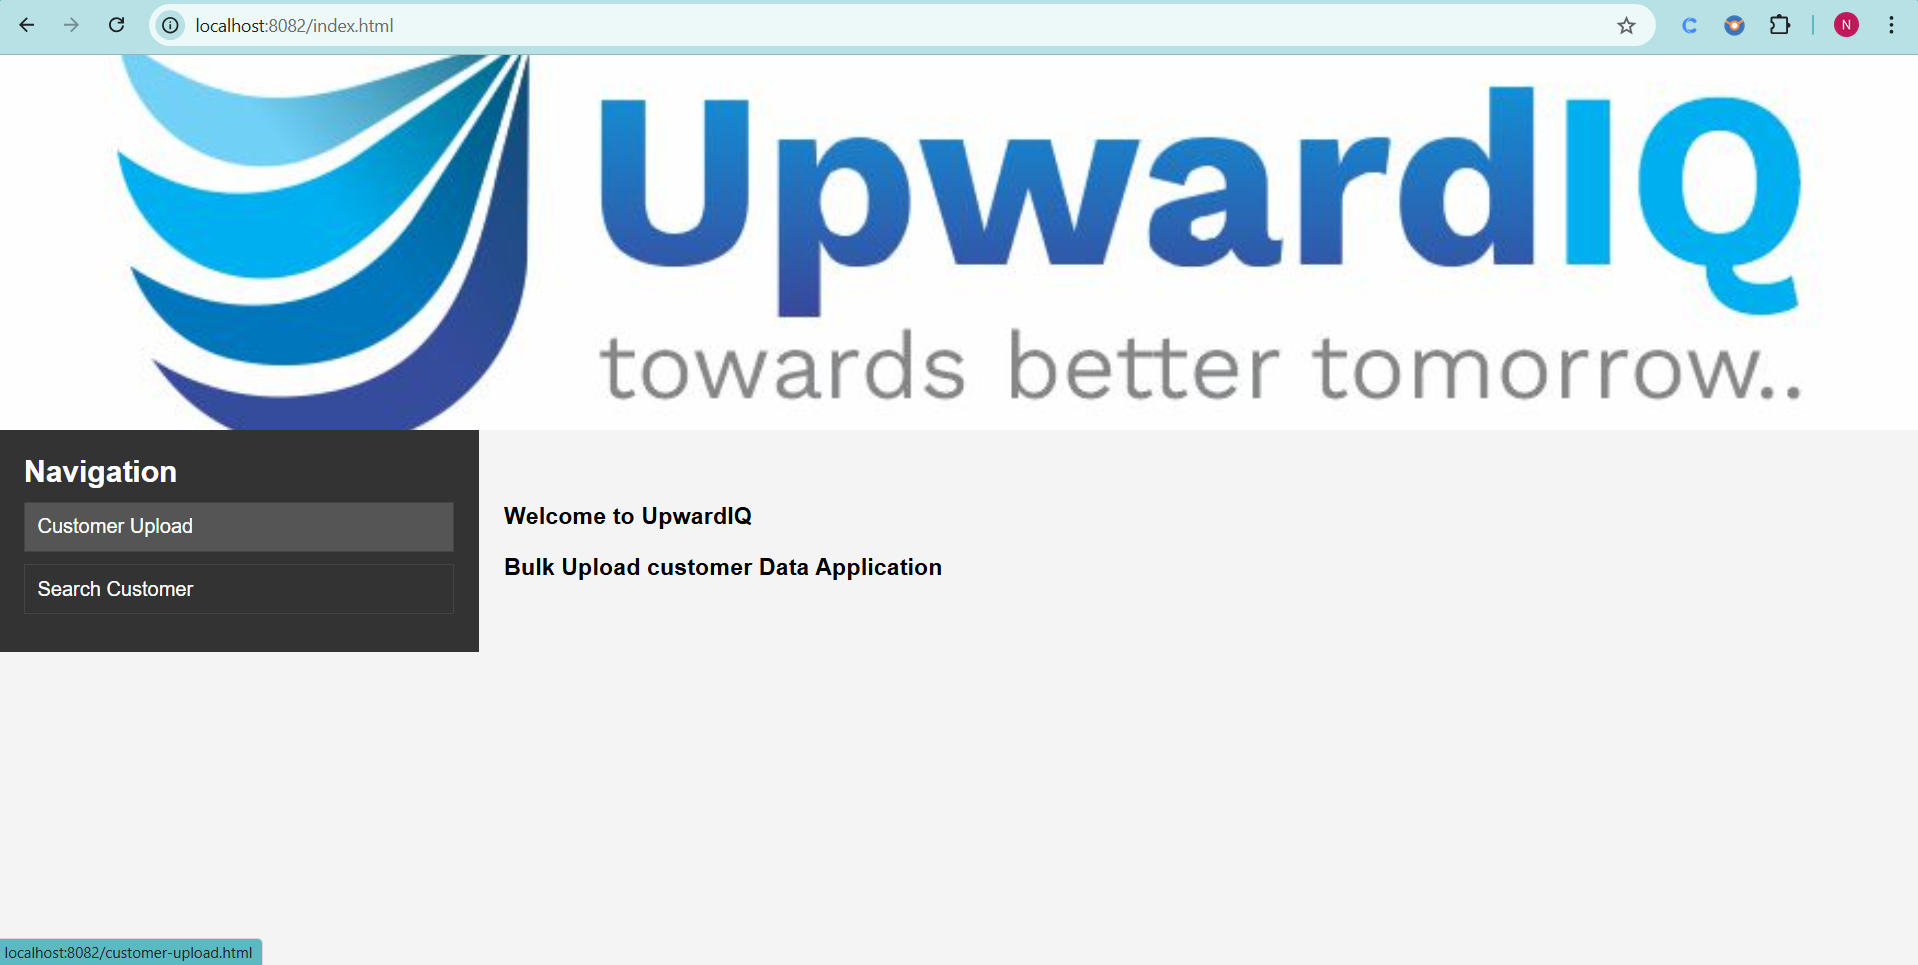 localhost:8082/index.html
N
UpwardIQ
towards better tomorrow..
Navigation
Customer Upload
Search Customer
Welcome to UpwardIQ
Bulk Upload customer Data Application
localhost:8082/customer-upload.html